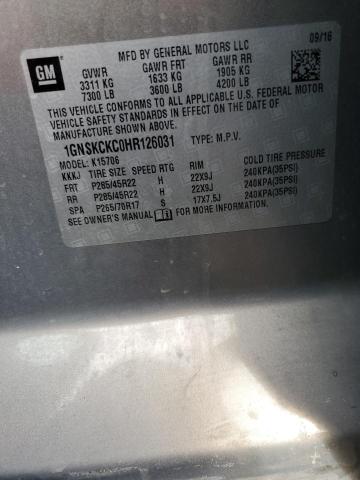 GM
MFD BY GENERAL MOTORS LLC 09/16
GVWR GAWR FRT GAWR RR
3311 KG 1633 KG 1905 KG
7300 LB 3600 LB 4200 LB
THIS VEHICLE CONFORMS TO ALL APPLICABLE U.S. FEDERAL MOTOR
VEHICLE SAFETY STANDARDS IN EFFECT ON THE DATE OF
MANUFACTURE SHOWN ABOVE.
1GNSKCKC0HR126031 TYPE: M.P.V.
MODEL: K15706
KKKJ TIRE SIZE SPEED RTG RIM COLD TIRE PRESSURE
FRT P285/45R22 H 22X9J 240KPA(35PSI)
RR P285/45R22 H 22X9J 240KPA(35PSI)
SPA P265/70R17 S 17X7.5J 240KPA(35PSI)
SEE OWNER'S MANUAL FOR MORE INFORMATION.